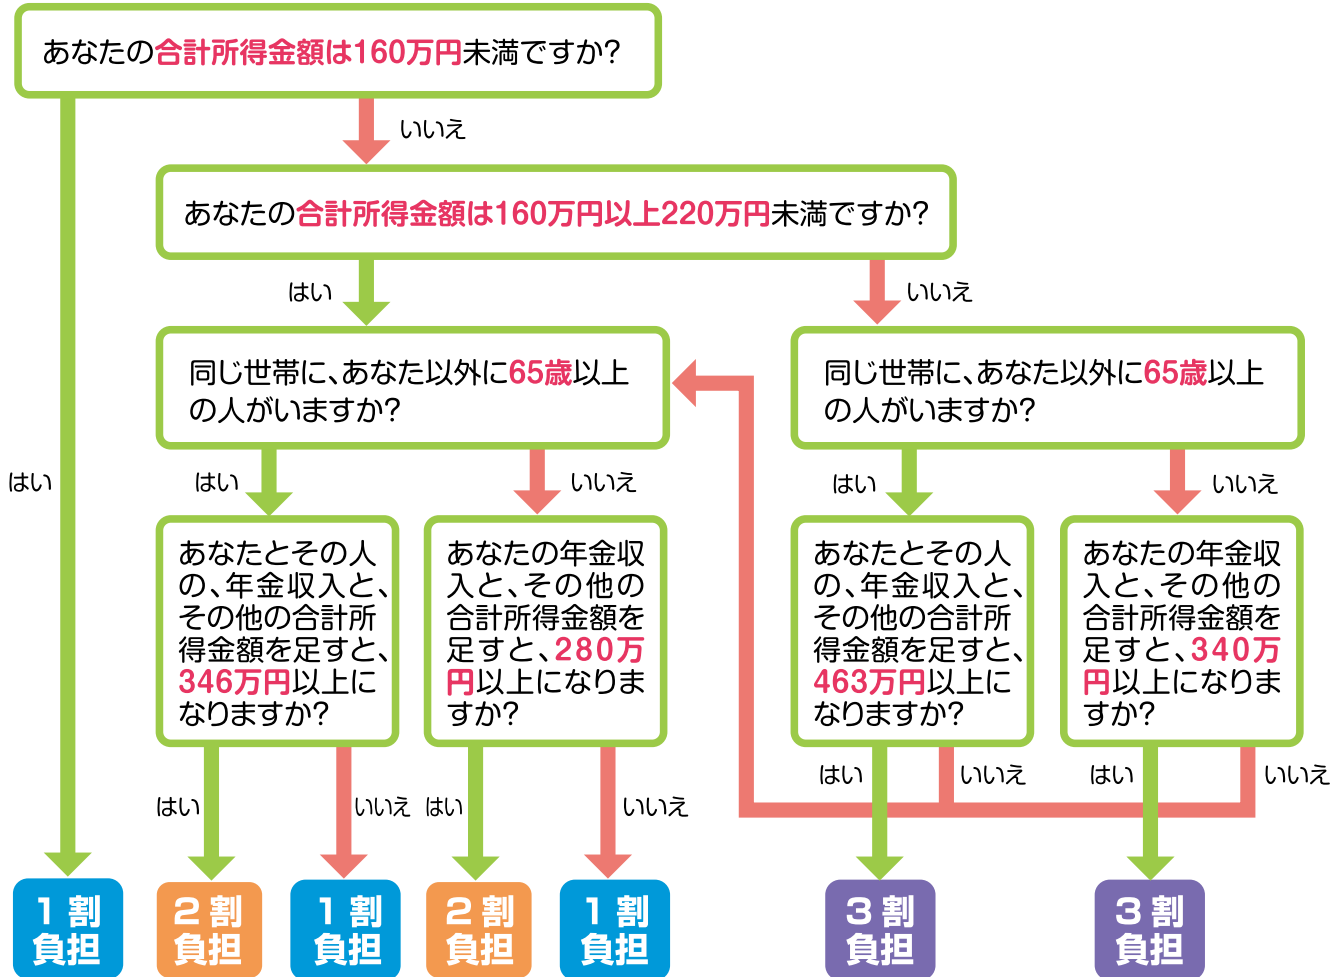 あなたの合計所得金額は160万円未満ですか?
いいえ
あなたの合計所得金額は160万円以上220万円未満ですか?
はい
いいえ
同じ世帯に、あなた以外に65歳以上
の人がいますか?
同じ世帯に、あなた以外に65歳以上
の人がいますか?
はい
はい
いいえ
はい
いいえ
あなたとその人
の、年金収入と、
その他の合計所
得金額を足すと、
346万円以上に
なりますか?
あなたの年金収
入と、その他の
合計所得金額を
足すと、280万
円以上になりま
すか?
あなたとその人
の、年金収入と、
その他の合計所
得金額を足すと、
463万円以上に
なりますか?
あなたの年金収
入と、その他の
合計所得金額を
足すと、340万
円以上になりま
すか?
はい
いいえ
はい
いいえ
はい
いいえ
はい
いいえ
1割
負担
2割
負担
1割
負担
2割
負担
1割
負担
3割
負担
3割
負担